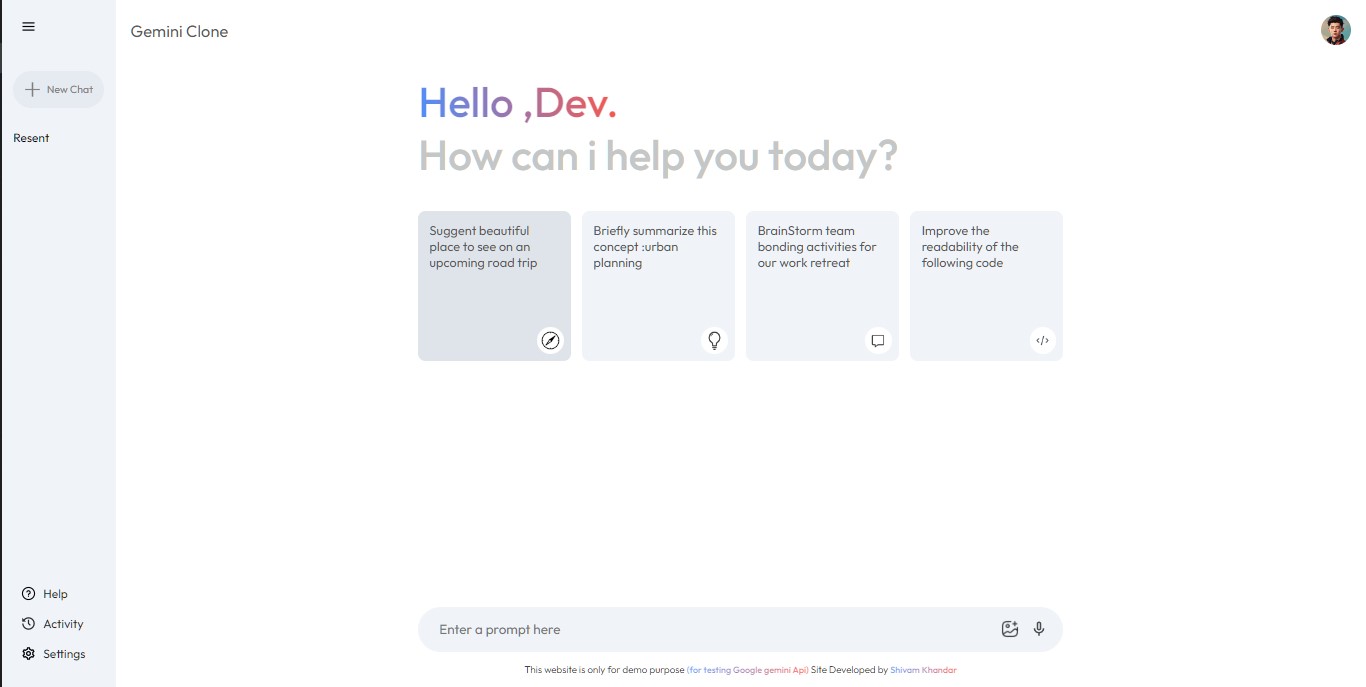 Gemini Clone
New Chat
Resent
Hello ,Dev.
How can i help you today?
Suggent beautiful
place to see on an
upcoming road trip
Briefly summarize this
concept :urban
planning
BrainStorm team
bonding activities for
our work retreat
Improve the
readability of the
following code
Help
Activity
Settings
Enter a prompt here
This website is only for demo purpose (for testing Google gemini Api) Site Developed by Shivam Khandar